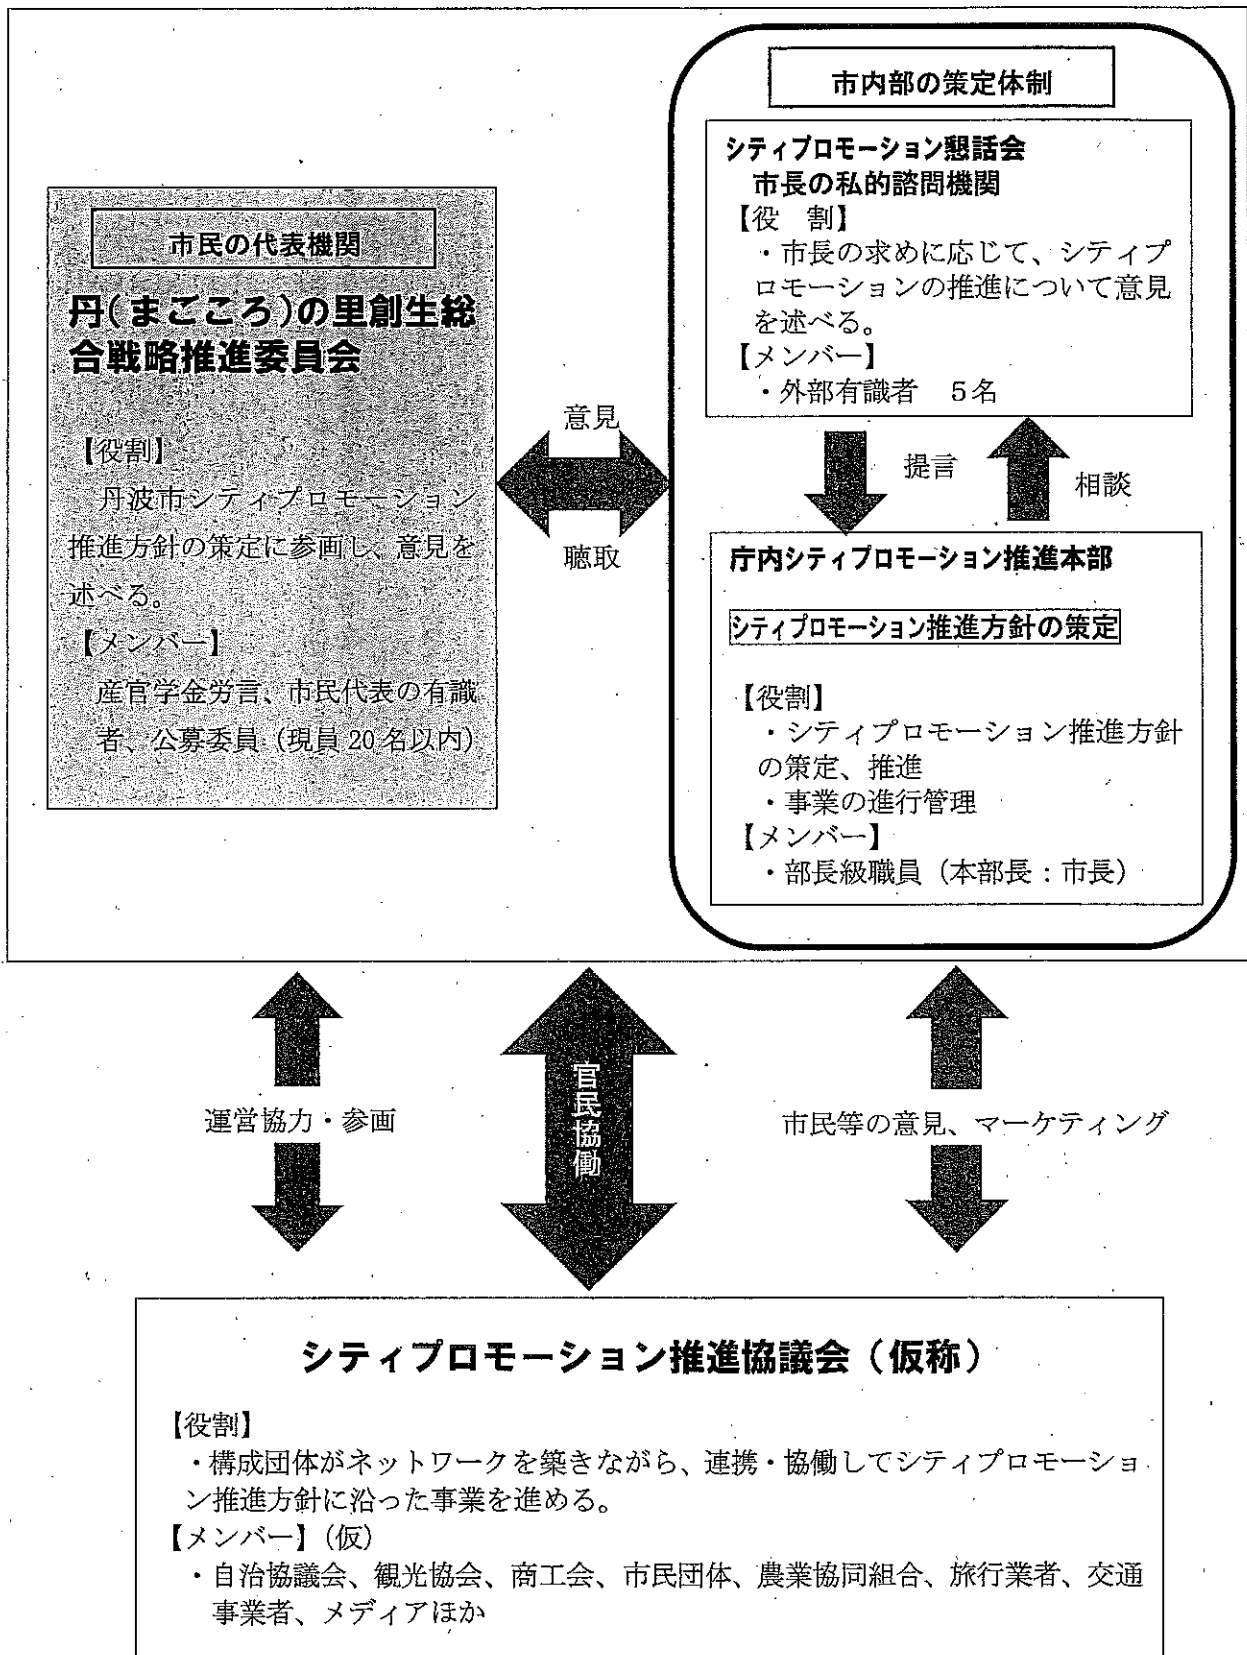 市民の代表機関
丹(まごころ)の里創生総
合戦略推進委員会
【役割】
丹波市シティプロモーション
推進方針の策定に参画し、意見を
述べる。
【メンバー】
産官学金労言、市民代表の有識
者、公募委員(現員 20 名以内)
意見
聴取
市内部の策定体制
シティプロモーション懇話会
市長の私的諮問機関
【役 割】
・市長の求めに応じて、シティプ
ロモーションの推進について意見
を述べる。
【メンバー】
・外部有識者 5名
提言
相談
庁内シティプロモーション推進本部
シティプロモーション推進方針の策定
【役割】
・シティプロモーション推進方針
の策定、推進
・事業の進行管理
【メンバー】
・部長級職員(本部長:市長)
運営協力・参画
官民協働
市民等の意見、マーケティング
シティプロモーション推進協議会(仮称)
【役割】
・構成団体がネットワークを築きながら、連携・協働してシティプロモーショ
ン推進方針に沿った事業を進める。
【メンバー】(仮)
・自治協議会、観光協会、商工会、市民団体、農業協同組合、旅行業者、交通
事業者、メディアほか